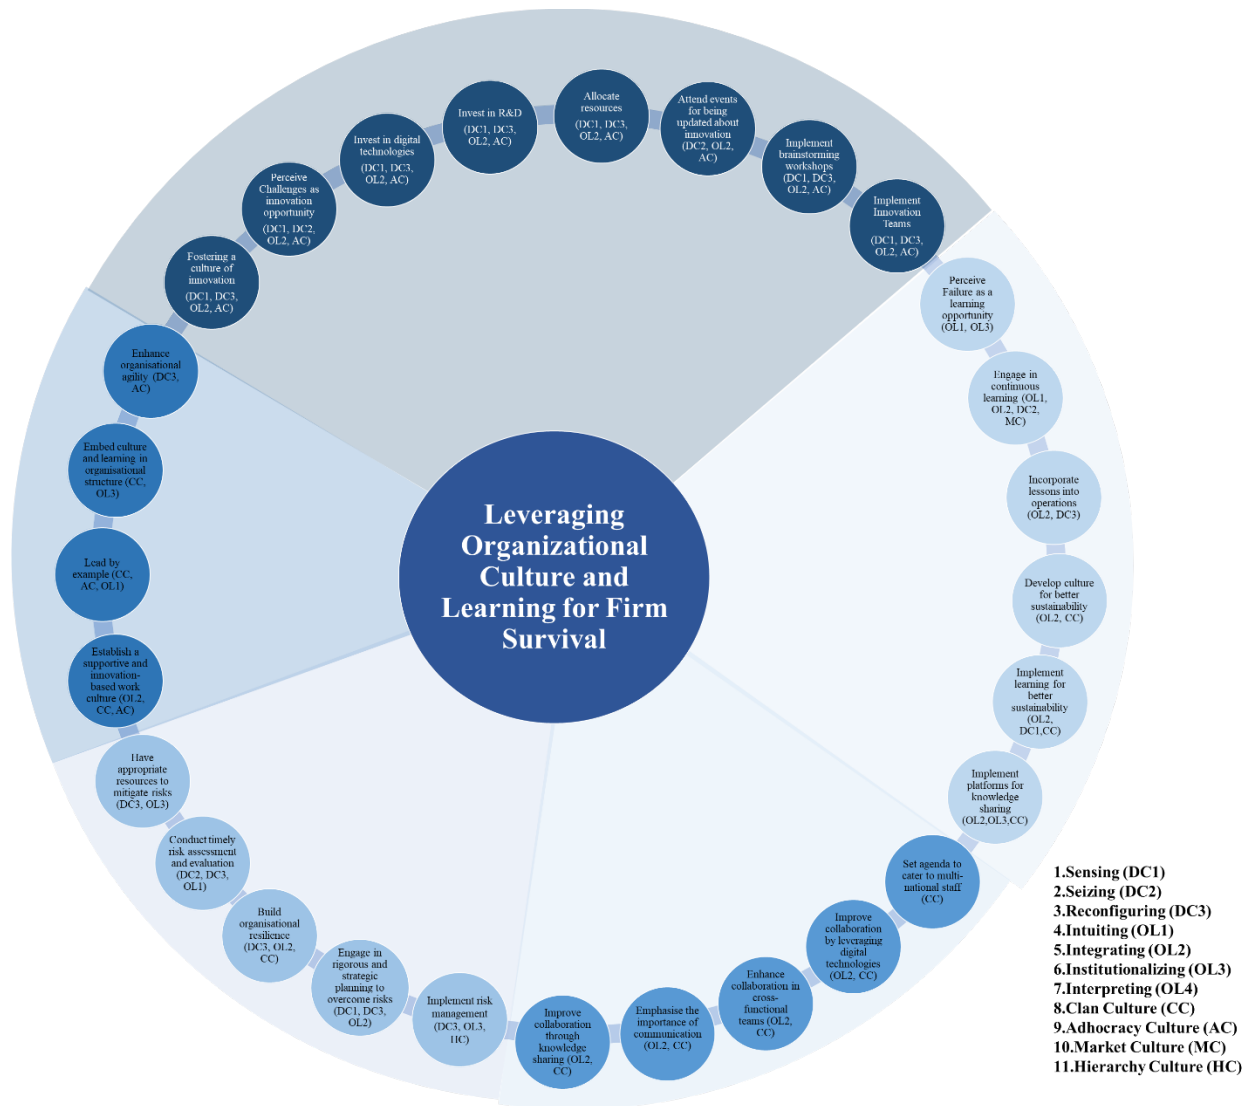 Leveraging
Organizational
Culture and
Learning for Firm
Survival
Fostering a
culture of
innovation
(DC1, DC3,
OL2, AC)
Perceive
Challenges as
innovation
opportunity
(DC1, DC2,
OL2, AC)
Invest in digital
technologies
(DC1, DC3,
OL2, AC)
Invest in R&D
(DC1, DC3,
OL2, AC)
Allocate
resources
(DC1, DC3,
OL2, AC)
Attend events
for being
updated about
innovation
(DC2, OL2,
AC)
Implement
brainstorming
workshops
(DC1, DC3,
OL2, AC)
Implement
Innovation
Teams
(DC1, DC3,
OL2, AC)
Perceive
Failure as a
learning
opportunity
(OL1, OL3)
Engage in
continuous
learning (OL1,
OL2, DC2,
MC)
Incorporate
lessons into
operations
(OL2, DC3)
Develop culture
for better
sustainability
(OL2, CC)
Implement
learning for
better
sustainability
(OL2,
DC1,CC)
Implement
platforms for
knowledge
sharing
(OL2,OL3,CC)
Set agenda to
cater to multi-
national staff
(CC)
Improve
collaboration
by leveraging
digital
technologies
(OL2, CC)
Enhance
collaboration in
cross-
functional
teams (OL2,
CC)
Emphasise the
importance of
communication
(OL2, CC)
Improve
collaboration
through
knowledge
sharing (OL2,
CC)
Implement risk
management
(DC3, OL3,
HC)
Engage in
rigorous and
strategic
planning to
overcome risks
(DC1, DC3,
OL2)
Build
organisational
resilience
(DC3, OL2,
CC)
Conduct timely
risk assessment
and evaluation
(DC2, DC3,
OL1)
Have
appropriate
resources to
mitigate risks
(DC3, OL3)
Establish a
supportive and
innovation-
based work
culture (OL2,
CC, AC)
Lead by
example (CC,
AC, OL1)
Embed culture
and learning in
organisational
structure (CC,
OL3)
Enhance
organisational
agility (DC3,
AC)
1.Sensing (DC1)
2.Seizing (DC2)
3.Reconfiguring (DC3)
4.Intuiting (OL1)
5.Integrating (OL2)
6.Institutionalizing (OL3)
7.Interpreting (OL4)
8.Clan Culture (CC)
9.Adhocracy Culture (AC)
10.Market Culture (MC)
11.Hierarchy Culture (HC)